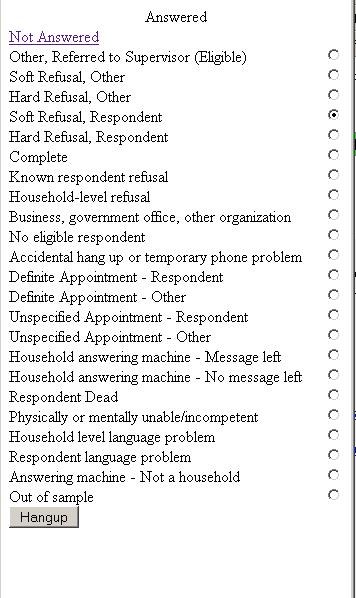 Answered
Not Answered
Other, Referred to Supervisor (Eligible)
Soft Refusal, Other
Hard Refusal, Other
Soft Refusal, Respondent
Hard Refusal, Respondent
Complete
Known respondent refusal
Household-level refusal
Business, government office, other organization
No eligible respondent
Accidental hang up or temporary phone problem
Definite Appointment - Respondent
Definite Appointment - Other
Unspecified Appointment - Respondent
Unspecified Appointment - Other
Household answering machine - Message left
Household answering machine - No message left
Respondent Dead
Physically or mentally unable/incompetent
Household level language problem
Respondent language problem
Answering machine - Not a household
Out of sample
Hangup